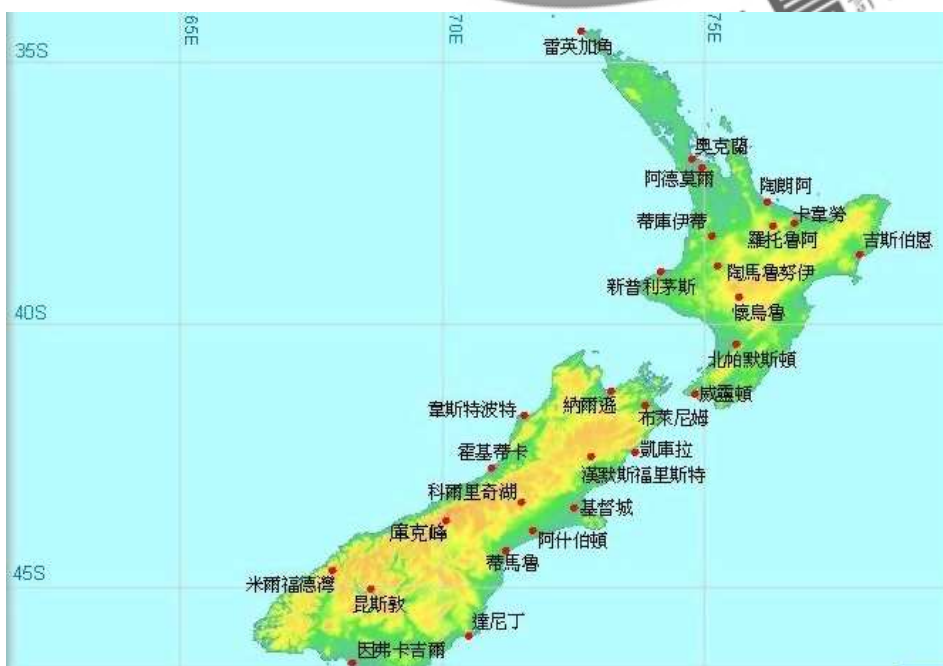 65E
70E
75E
35S
雷英加角
奧克蘭
阿德莫爾
陶朗阿
卡韋勞
蒂庫伊蒂
羅托魯阿
吉斯伯恩
陶馬魯努伊
新普利茅斯
懷烏魯
40S
北帕默斯頓
威靈頓
納爾遜
韋斯特波特
布萊尼姆
凱庫拉
霍基蒂卡
漢默斯福里斯特
科爾里奇湖
基督城
庫克峰
阿什伯頓
蒂馬魯
45S
米爾福德灣
昆斯敦
達尼丁
因弗卡吉爾